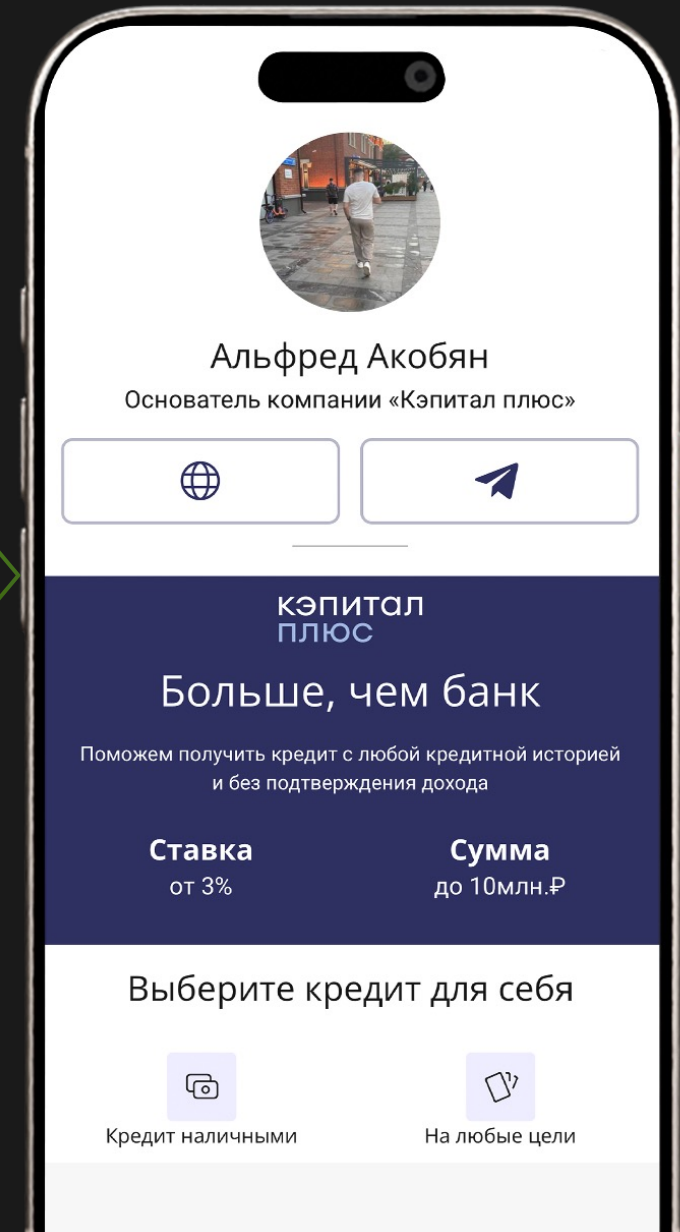 Альфред Акобян
Основатель компании «Кэпитал плюс»
кэпитал
плюс
Больше, чем банк
Поможем получить кредит с любой кредитной историей
и без подтверждения дохода
Ставка Сумма
от 3% до 10млн.₽
Выберите кредит для себя
Кредит наличными На любые цели